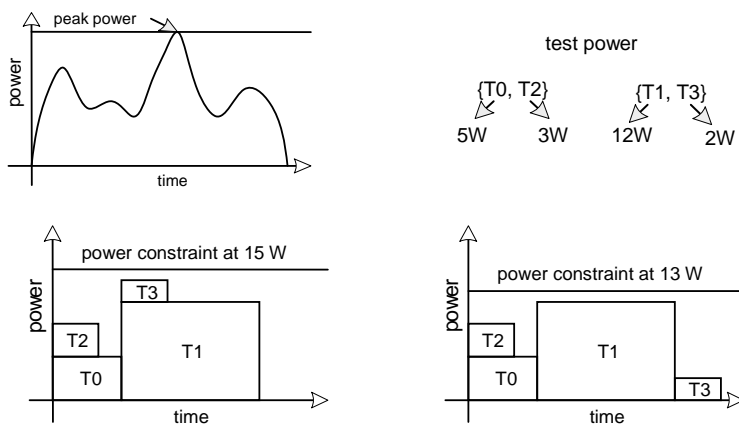 peak power
power
time
test power
{T0, T2}
{T1, T3}
5W
3W
12W
2W
power constraint at 15 W
power
T3
T2
T1
T0
time
power constraint at 13 W
power
T2
T1
T0
T3
time